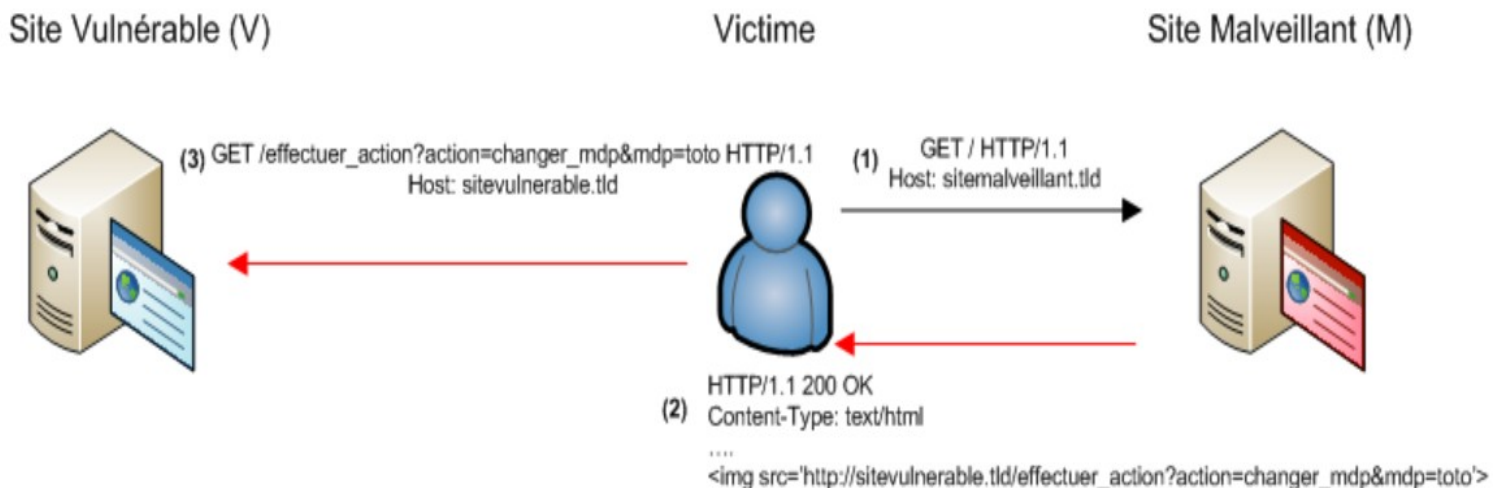 Site Vulnérable (V)
Victime
Site Malveillant (M)
(3) GET /effectuer_action?action=changer_mdp&mdp=toto HTTP/1.1
Host: sitevulnerable.tld
(1) GET / HTTP/1.1
Host: sitemalveillant.tld
(2) HTTP/1.1 200 OK
Content-Type: text/html
....
<img src='http://sitevulnerable.tld/effectuer_action?action=changer_mdp&mdp=toto'>